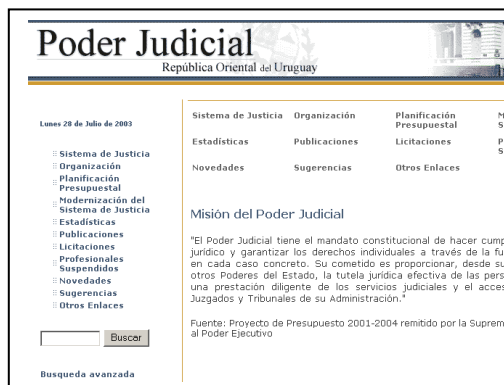 Poder Judicial
República Oriental del Uruguay
Lunes 28 de Julio de 2003
Sistema de Justicia
Organización
Planificación
Presupuestal
Modernización del
Sistema de Justicia
Estadísticas
Publicaciones
Licitaciones
Profesionales
Suspendidos
Novedades
Sugerencias
Otros Enlaces
Buscar
Busqueda avanzada
Sistema de Justicia Organización Planificación Presupuestal
Estadísticas Publicaciones Licitaciones
Novedades Sugerencias Otros Enlaces
Misión del Poder Judicial
"El Poder Judicial tiene el mandato constitucional de hacer cump
jurídico y garantizar los derechos individuales a través de la fu
en cada caso concreto. Su cometido es proporcionar, desde su
otros Poderes del Estado, la tutela jurídica efectiva de las pers
una prestación diligente de los servicios judiciales y el acces
Juzgados y Tribunales de su Administración."
Fuente: Proyecto de Presupuesto 2001-2004 remitido por la Suprem
al Poder Ejecutivo